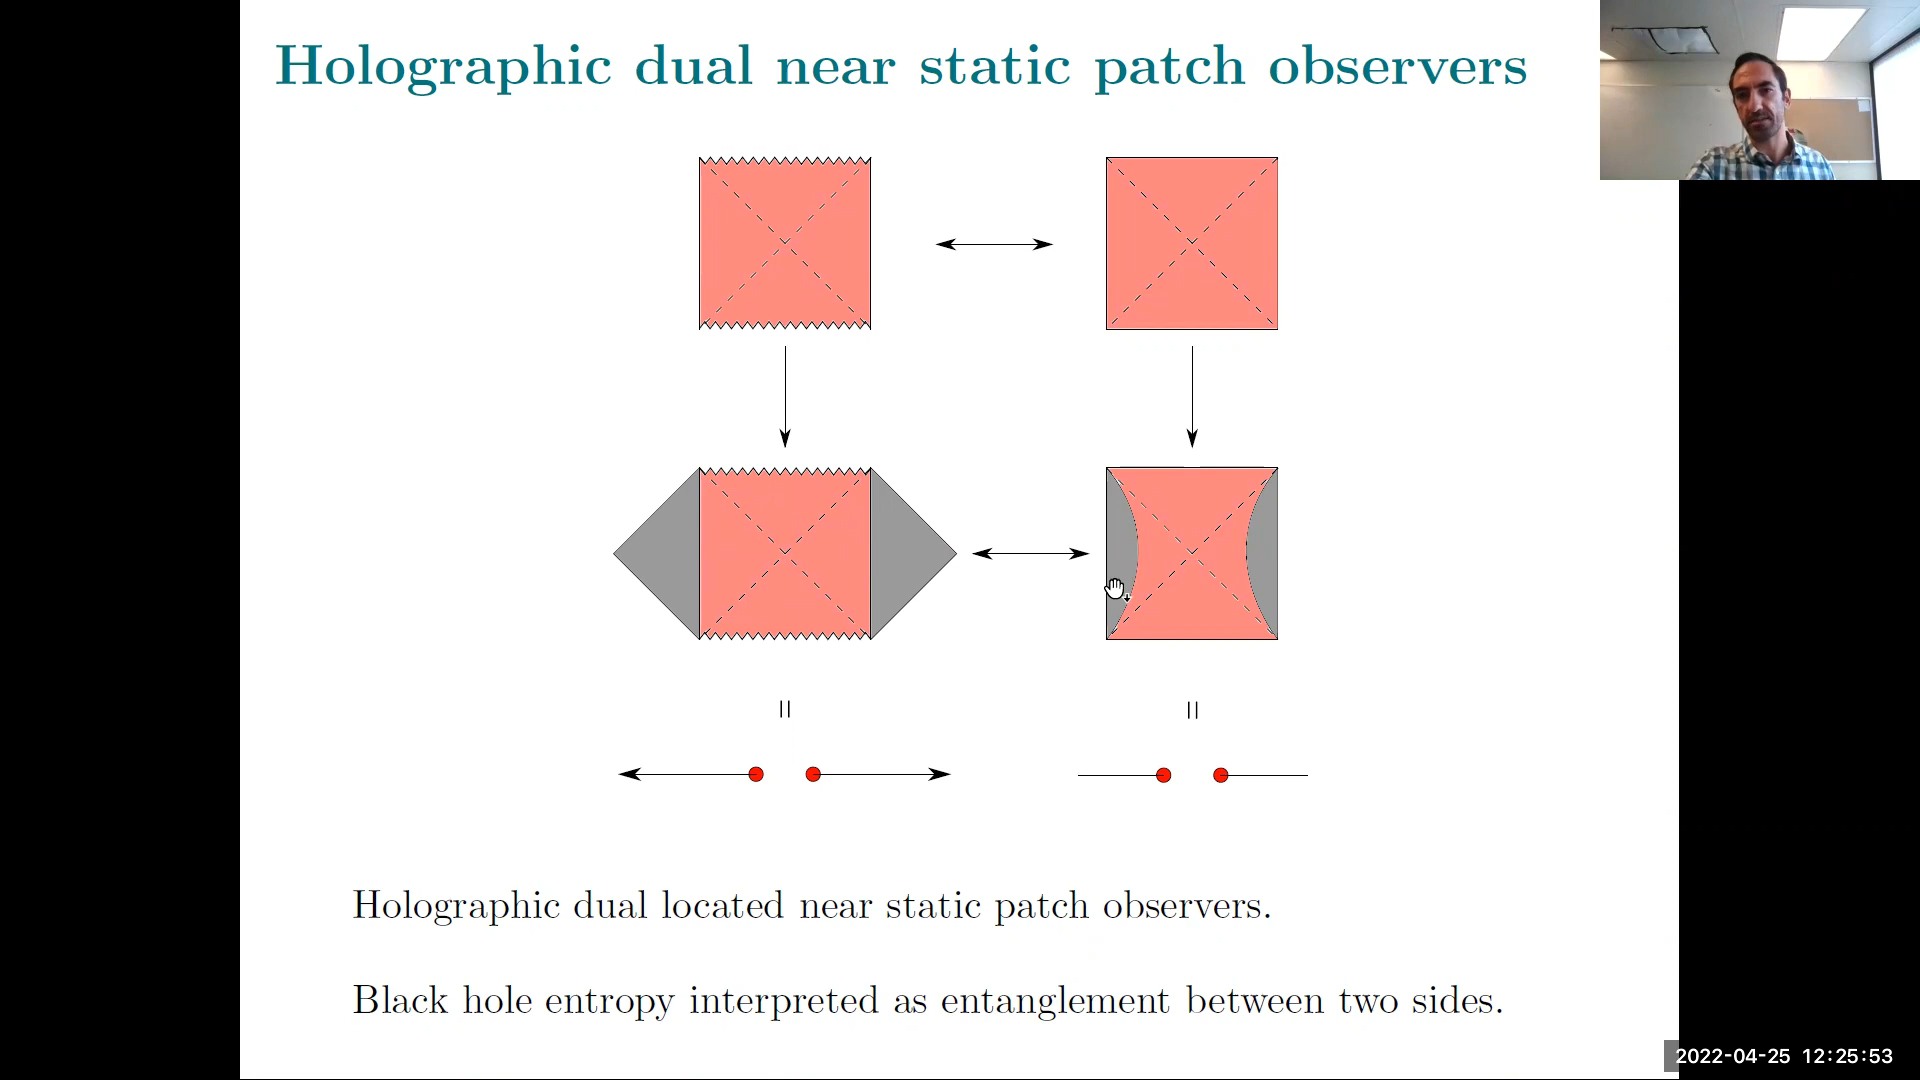 Holographic dual near static patch observers
Holographic dual located near static patch observers.
Black hole entropy interpreted as entanglement between two sides.
2022-04-25 12:25:53